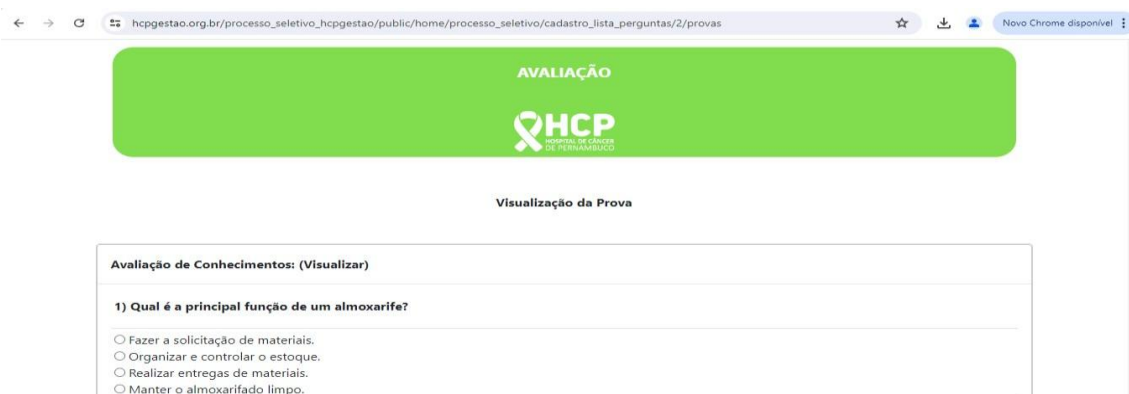 hcpgestao.org.br/processo_seletivo_hcpgestao/public/home/processo_seletivo/cadastro_lista_perguntas/2/provas
Novo Chrome disponível
AVALIAÇÃO
HCP
HOSPITAL DE CÂNCER
DE PERNAMBUCO
Visualização da Prova
Avaliação de Conhecimentos: (Visualizar)
1) Qual é a principal função de um almoxarife?
Fazer a solicitação de materiais.
Organizar e controlar o estoque.
Realizar entregas de materiais.
Manter o almoxarifado limpo.